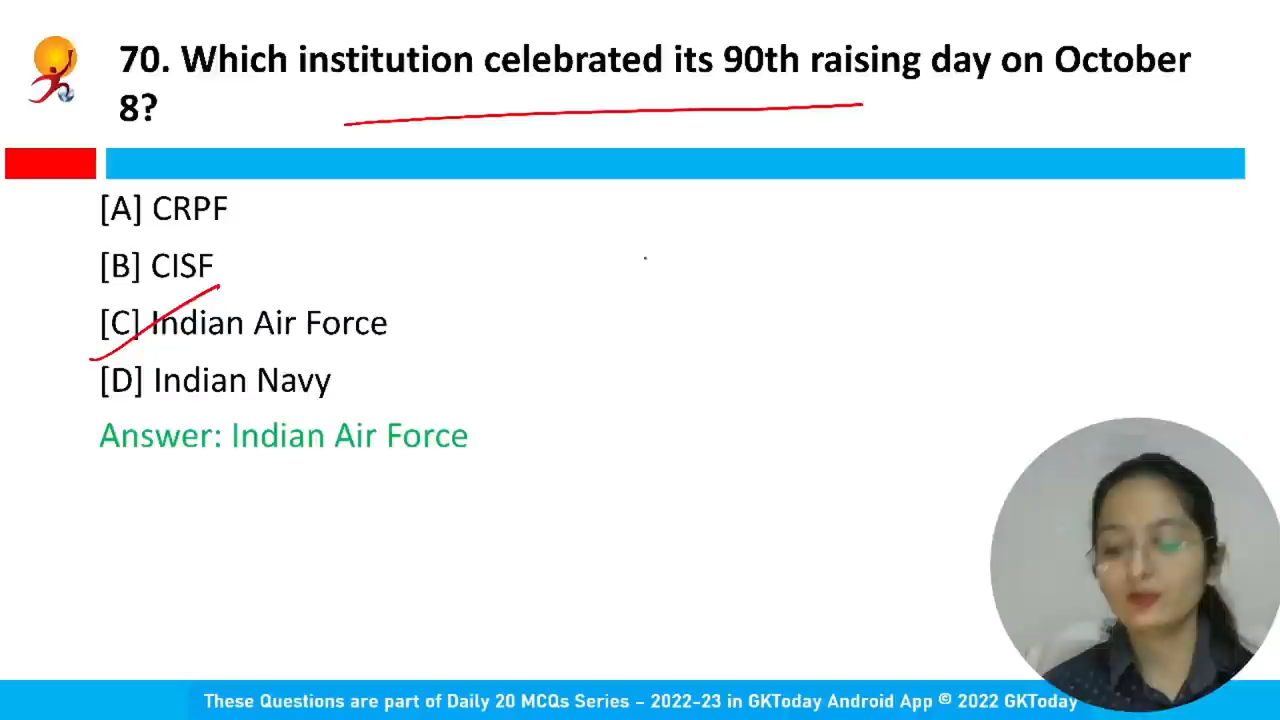 70. Which institution celebrated its 90th raising day on October
8?
[A] CRPF
[B] CISF
[C] Indian Air Force
[D] Indian Navy
Answer: Indian Air Force
These Questions are part of Daily 20 MCQs Series – 2022-23 in GKToday Android App © 2022 GKToday